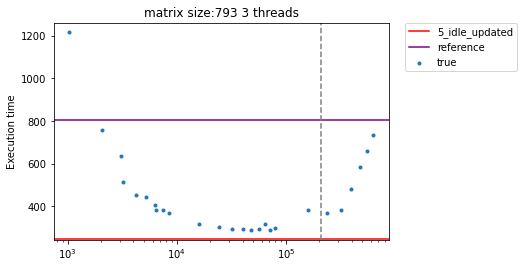 matrix size:793 3 threads
5_idle_updated
reference
true
Execution time
1200
1000
800
600
400
10³
10⁴
10⁵